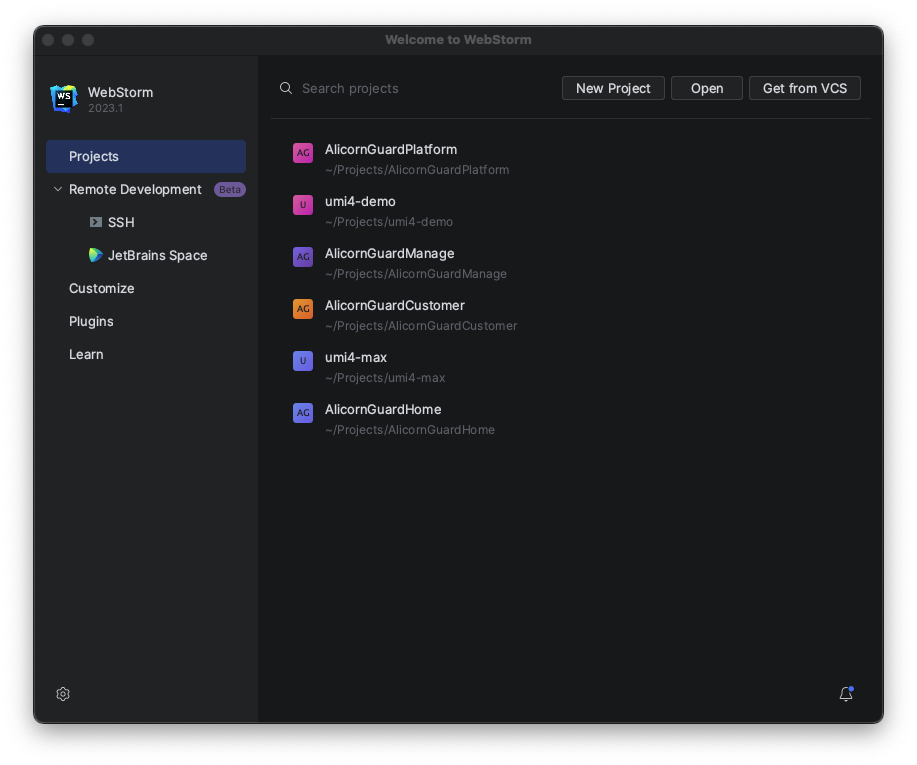 Welcome to WebStorm
WS
WebStorm
2023.1
Projects
Remote Development Beta
SSH
JetBrains Space
Customize
Plugins
Learn
Search projects
New Project
Open
Get from VCS
AG
AlicornGuardPlatform
~/Projects/AlicornGuardPlatform
U
umi4-demo
~/Projects/umi4-demo
AG
AlicornGuardManage
~/Projects/AlicornGuardManage
AG
AlicornGuardCustomer
~/Projects/AlicornGuardCustomer
U
umi4-max
~/Projects/umi4-max
AG
AlicornGuardHome
~/Projects/AlicornGuardHome